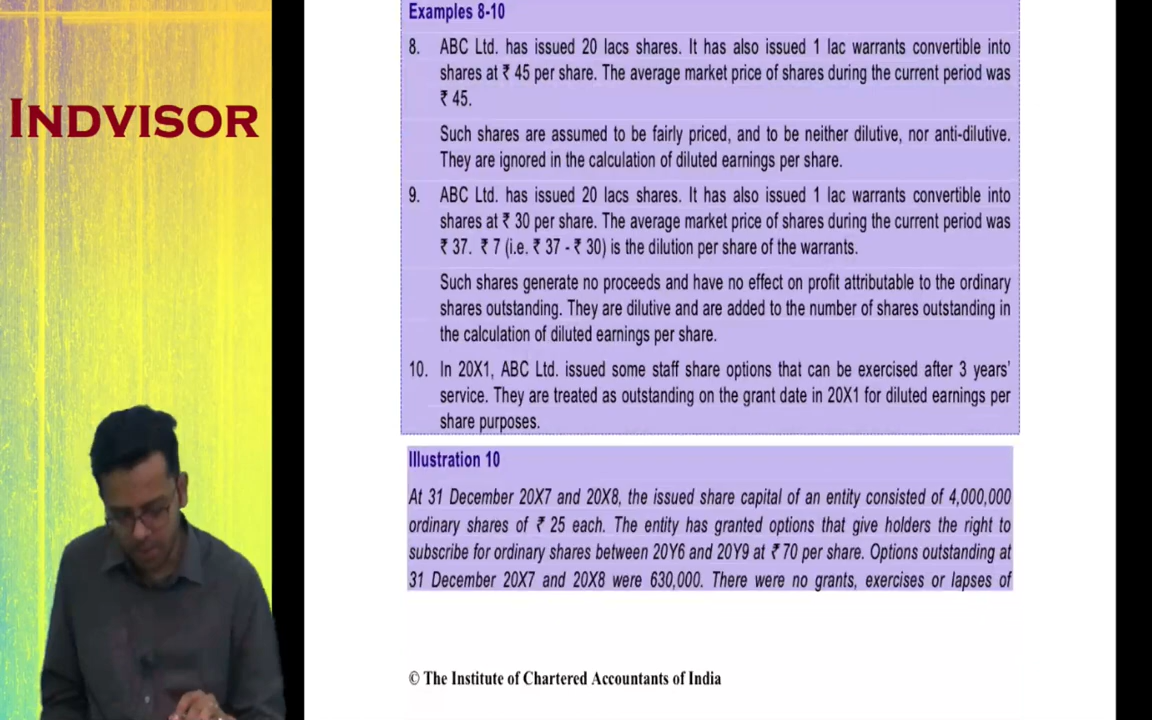 INDVISOR
Examples 8-10
8. ABC Ltd. has issued 20 lacs shares. It has also issued 1 lac warrants convertible into
shares at ₹ 45 per share. The average market price of shares during the current period was
₹ 45.
Such shares are assumed to be fairly priced, and to be neither dilutive, nor anti-dilutive.
They are ignored in the calculation of diluted earnings per share.
9. ABC Ltd. has issued 20 lacs shares. It has also issued 1 lac warrants convertible into
shares at ₹ 30 per share. The average market price of shares during the current period was
₹ 37. ₹ 7 (i.e. ₹ 37 - ₹ 30) is the dilution per share of the warrants.
Such shares generate no proceeds and have no effect on profit attributable to the ordinary
shares outstanding. They are dilutive and are added to the number of shares outstanding in
the calculation of diluted earnings per share.
10. In 20X1, ABC Ltd. issued some staff share options that can be exercised after 3 years'
service. They are treated as outstanding on the grant date in 20X1 for diluted earnings per
share purposes.
Illustration 10
At 31 December 20X7 and 20X8, the issued share capital of an entity consisted of 4,000,000
ordinary shares of ₹ 25 each. The entity has granted options that give holders the right to
subscribe for ordinary shares between 20Y6 and 20Y9 at ₹ 70 per share. Options outstanding at
31 December 20X7 and 20X8 were 630,000. There were no grants, exercises or lapses of
© The Institute of Chartered Accountants of India